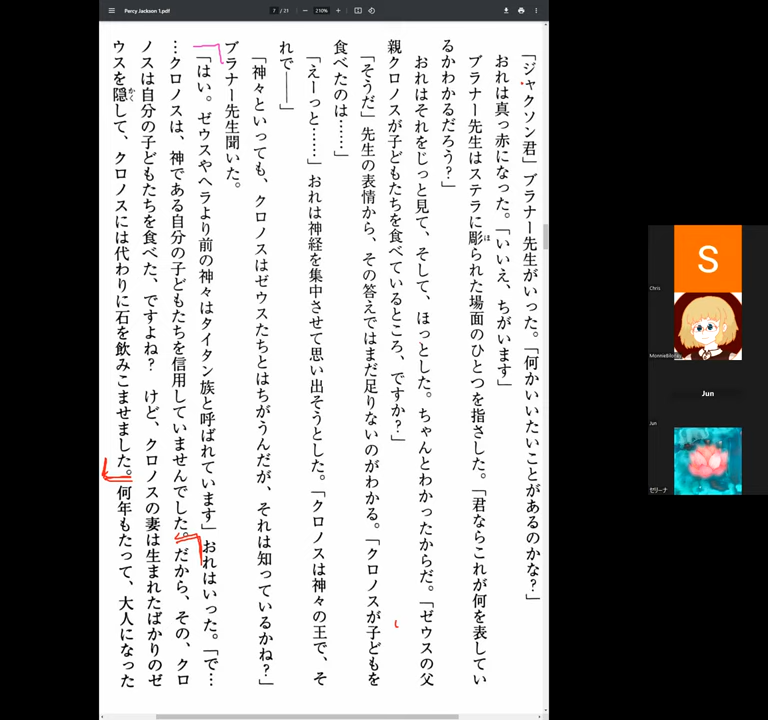 Percy Jackson 1.pdf
7 / 21
210%
「ジャクソン君」ブラナー先生がいった。「何かいいたいことがあるのかな？」
おれは真っ赤になった。「いいえ、ちがいます」
ブラナー先生はステラに彫られた場面のひとつを指さした。「君ならこれが何を表してい
るかわかるだろう？」
おれはそれをじっと見て、そして、ほっとした。ちゃんとわかったからだ。「ゼウスの父
親クロノスが子どもたちを食べているところ、ですか？」
「そうだ」先生の表情から、その答えではまだ足りないのがわかる。「クロノスが子どもを
食べたのは……」
「えーっと……」おれは神経を集中させて思い出そうとした。「クロノスは神々の王で、そ
れで――」
「神々といっても、クロノスはゼウスたちとはちがうんだが、それは知っているかね？」
ブラナー先生聞いた。
「はい。ゼウスやヘラより前の神々はタイタン族と呼ばれています」おれはいった。「で…
…クロノスは、神である自分の子どもたちを信用していませんでした。だから、その、クロ
ノスは自分の子どもたちを食べた、ですよね？　けど、クロノスの妻は生まれたばかりのゼ
ウスを隠して、クロノスには代わりに石を飲みこませました。何年もたって、大人になった
S
Chris
MonnieBloney
Jun
Jun
ゼリーナ